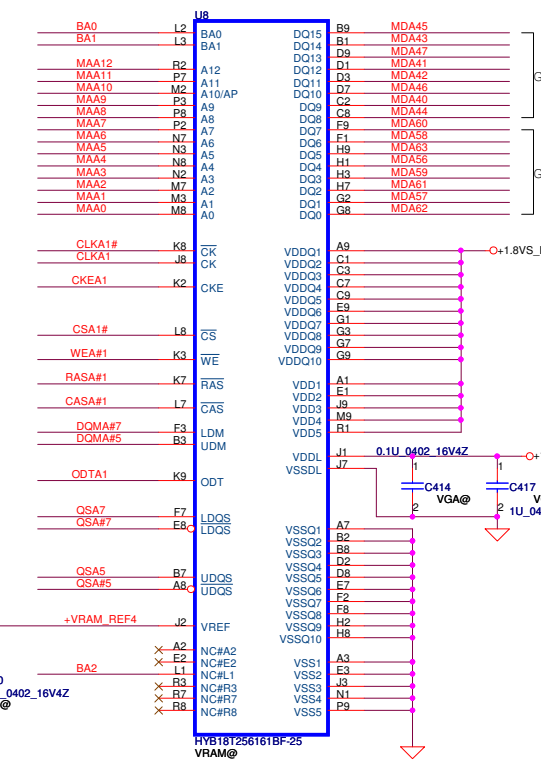 U8
BA0 L2 BA0 DQ15 B9 MDA45
BA1 L3 BA1 DQ14 B1 MDA43
DQ13 D9 MDA47
MAA12 R2 A12 DQ12 D1 MDA41
MAA11 P7 A11 DQ11 D3 MDA42
MAA10 M2 A10/AP DQ10 D7 MDA46
MAA9 P3 A9 DQ9 C2 MDA40
MAA8 P8 A8 DQ8 C8 MDA44
MAA7 P2 A7 DQ7 F9 MDA60
MAA6 N7 A6 DQ6 F1 MDA58
MAA5 N3 A5 DQ5 H9 MDA63
MAA4 N8 A4 DQ4 H1 MDA56
MAA3 N2 A3 DQ3 H3 MDA59
MAA2 M7 A2 DQ2 H7 MDA61
MAA1 M3 A1 DQ1 G2 MDA57
MAA0 M8 A0 DQ0 G8 MDA62
CLKA1# K8 CK VDDQ1 A9 +1.8VS_
CLKA1 J8 CK VDDQ2 C1
VDDQ3 C3
CKEA1 K2 CKE VDDQ4 C7
VDDQ5 C9
VDDQ6 E9
VDDQ7 G1
CSA1# L8 CS VDDQ8 G3
VDDQ9 G7
WEA#1 K3 WE VDDQ10 G9
RASA#1 K7 RAS VDD1 A1
VDD2 E1
CASA#1 L7 CAS VDD3 J9
VDD4 M9
DQMA#7 F3 LDM VDD5 R1
DQMA#5 B3 UDM
VDDL J1 0.1U_0402_16V4Z +
VSSDL J7
ODTA1 K9 ODT
1 1
C414 C417
VGA@ V
2 2 1U_04
QSA7 F7 LDQS
QSA#7 E8 LDQS VSSQ1 A7
VSSQ2 B2
VSSQ3 B8
VSSQ4 D2
QSA5 B7 UDQS VSSQ5 D8
QSA#5 A8 UDQS VSSQ6 E7
VSSQ7 F2
VSSQ8 F8
+VRAM_REF4 J2 VREF VSSQ9 H2
VSSQ10 H8
A2 NC#A2
E2 NC#E2 VSS1 A3
BA2 L1 NC#L1 VSS2 E3
R3 NC#R3 VSS3 J3
R7 NC#R7 VSS4 N1
R8 NC#R8 VSS5 P9
0
_0402_16V4Z
@
HYB18T256161BF-25
VRAM@